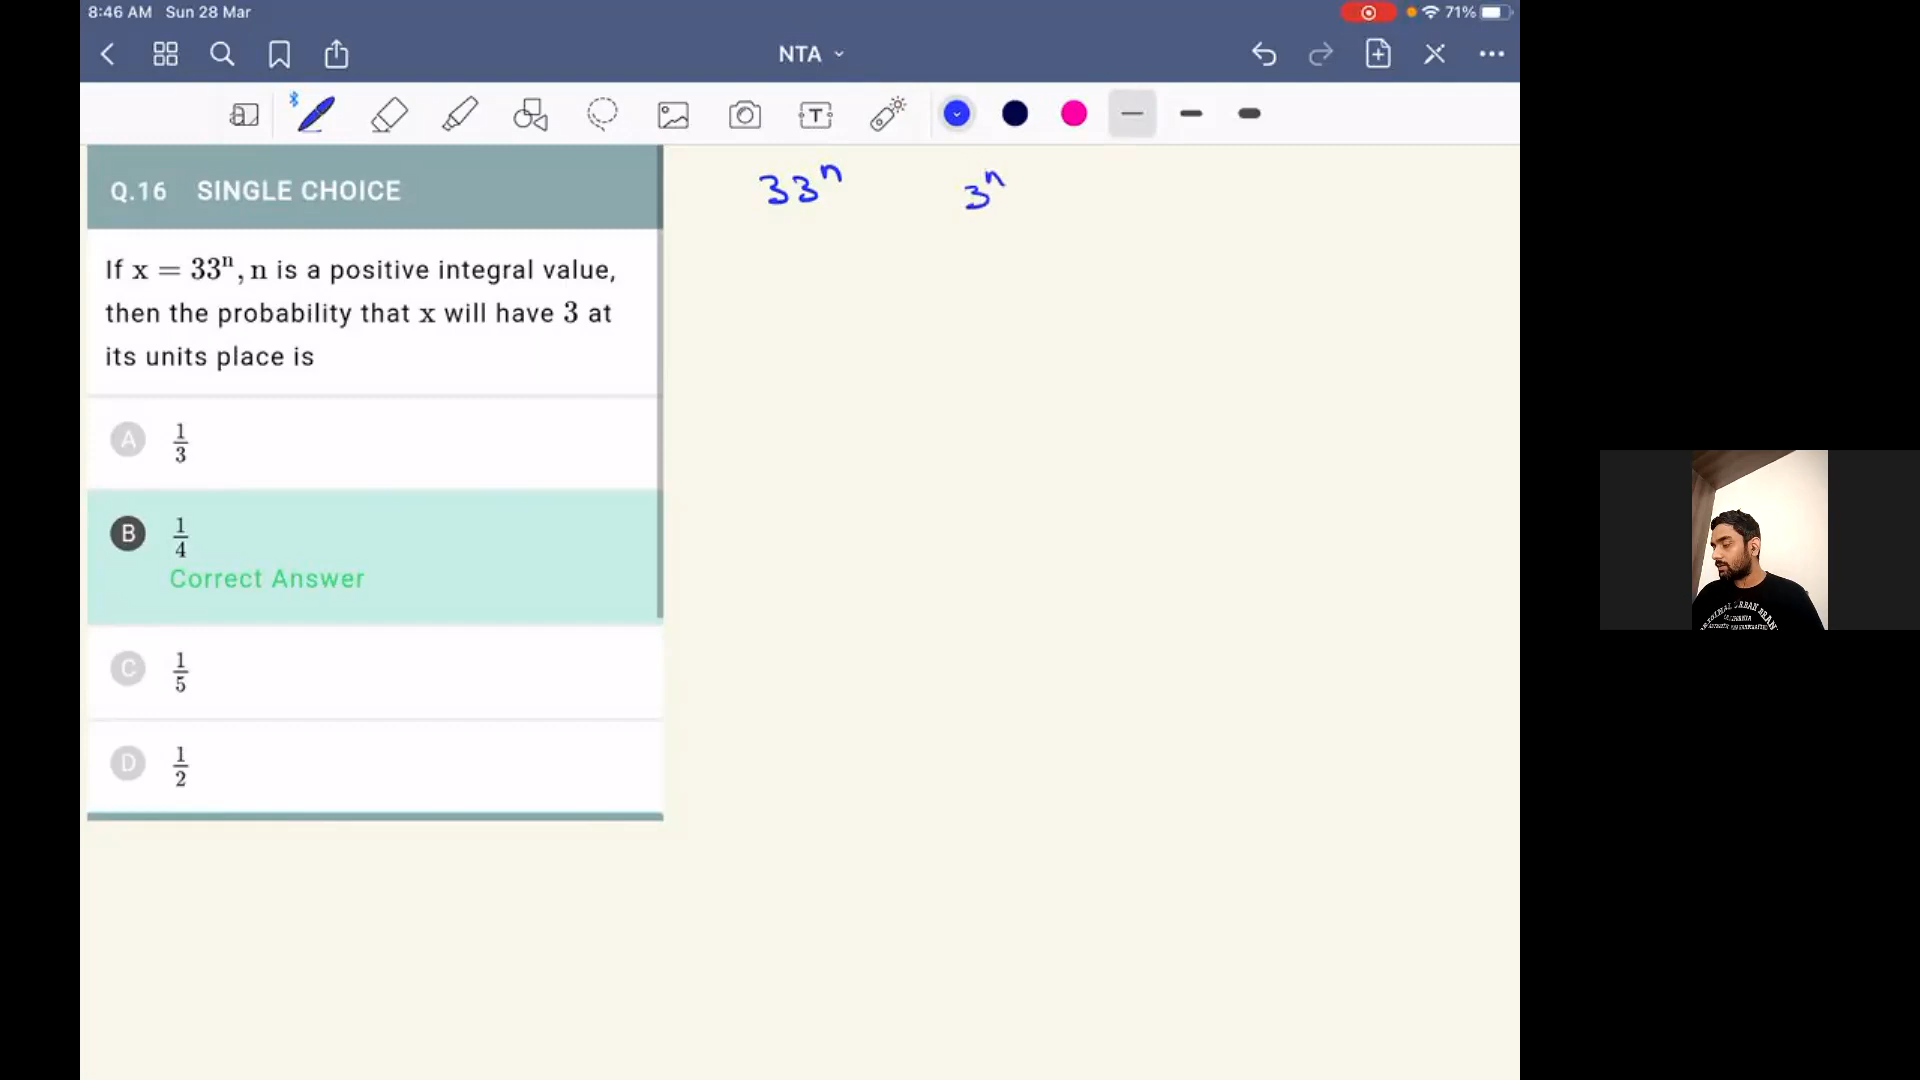 8:46 AM Sun 28 Mar
71%
NTA
T
Q.16 SINGLE CHOICE
33ⁿ 3ⁿ
If x = 33ⁿ, n is a positive integral value,
then the probability that x will have 3 at
its units place is
A 1/3
B 1/4
Correct Answer
C 1/5
D 1/2